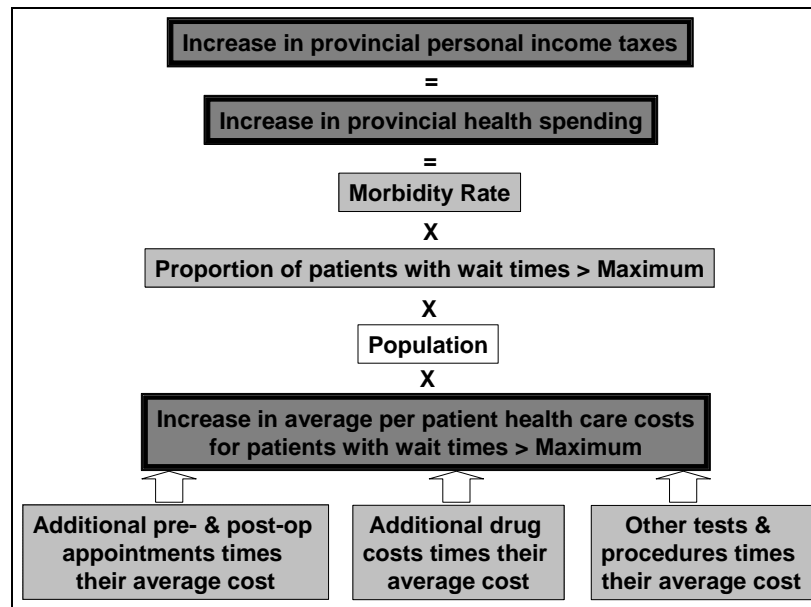 Increase in provincial personal income taxes
=
Increase in provincial health spending
=
Morbidity Rate
X
Proportion of patients with wait times > Maximum
X
Population
X
Increase in average per patient health care costs
for patients with wait times > Maximum
Additional pre- & post-op
appointments times
their average cost
Additional drug
costs times their
average cost
Other tests &
procedures times
their average cost